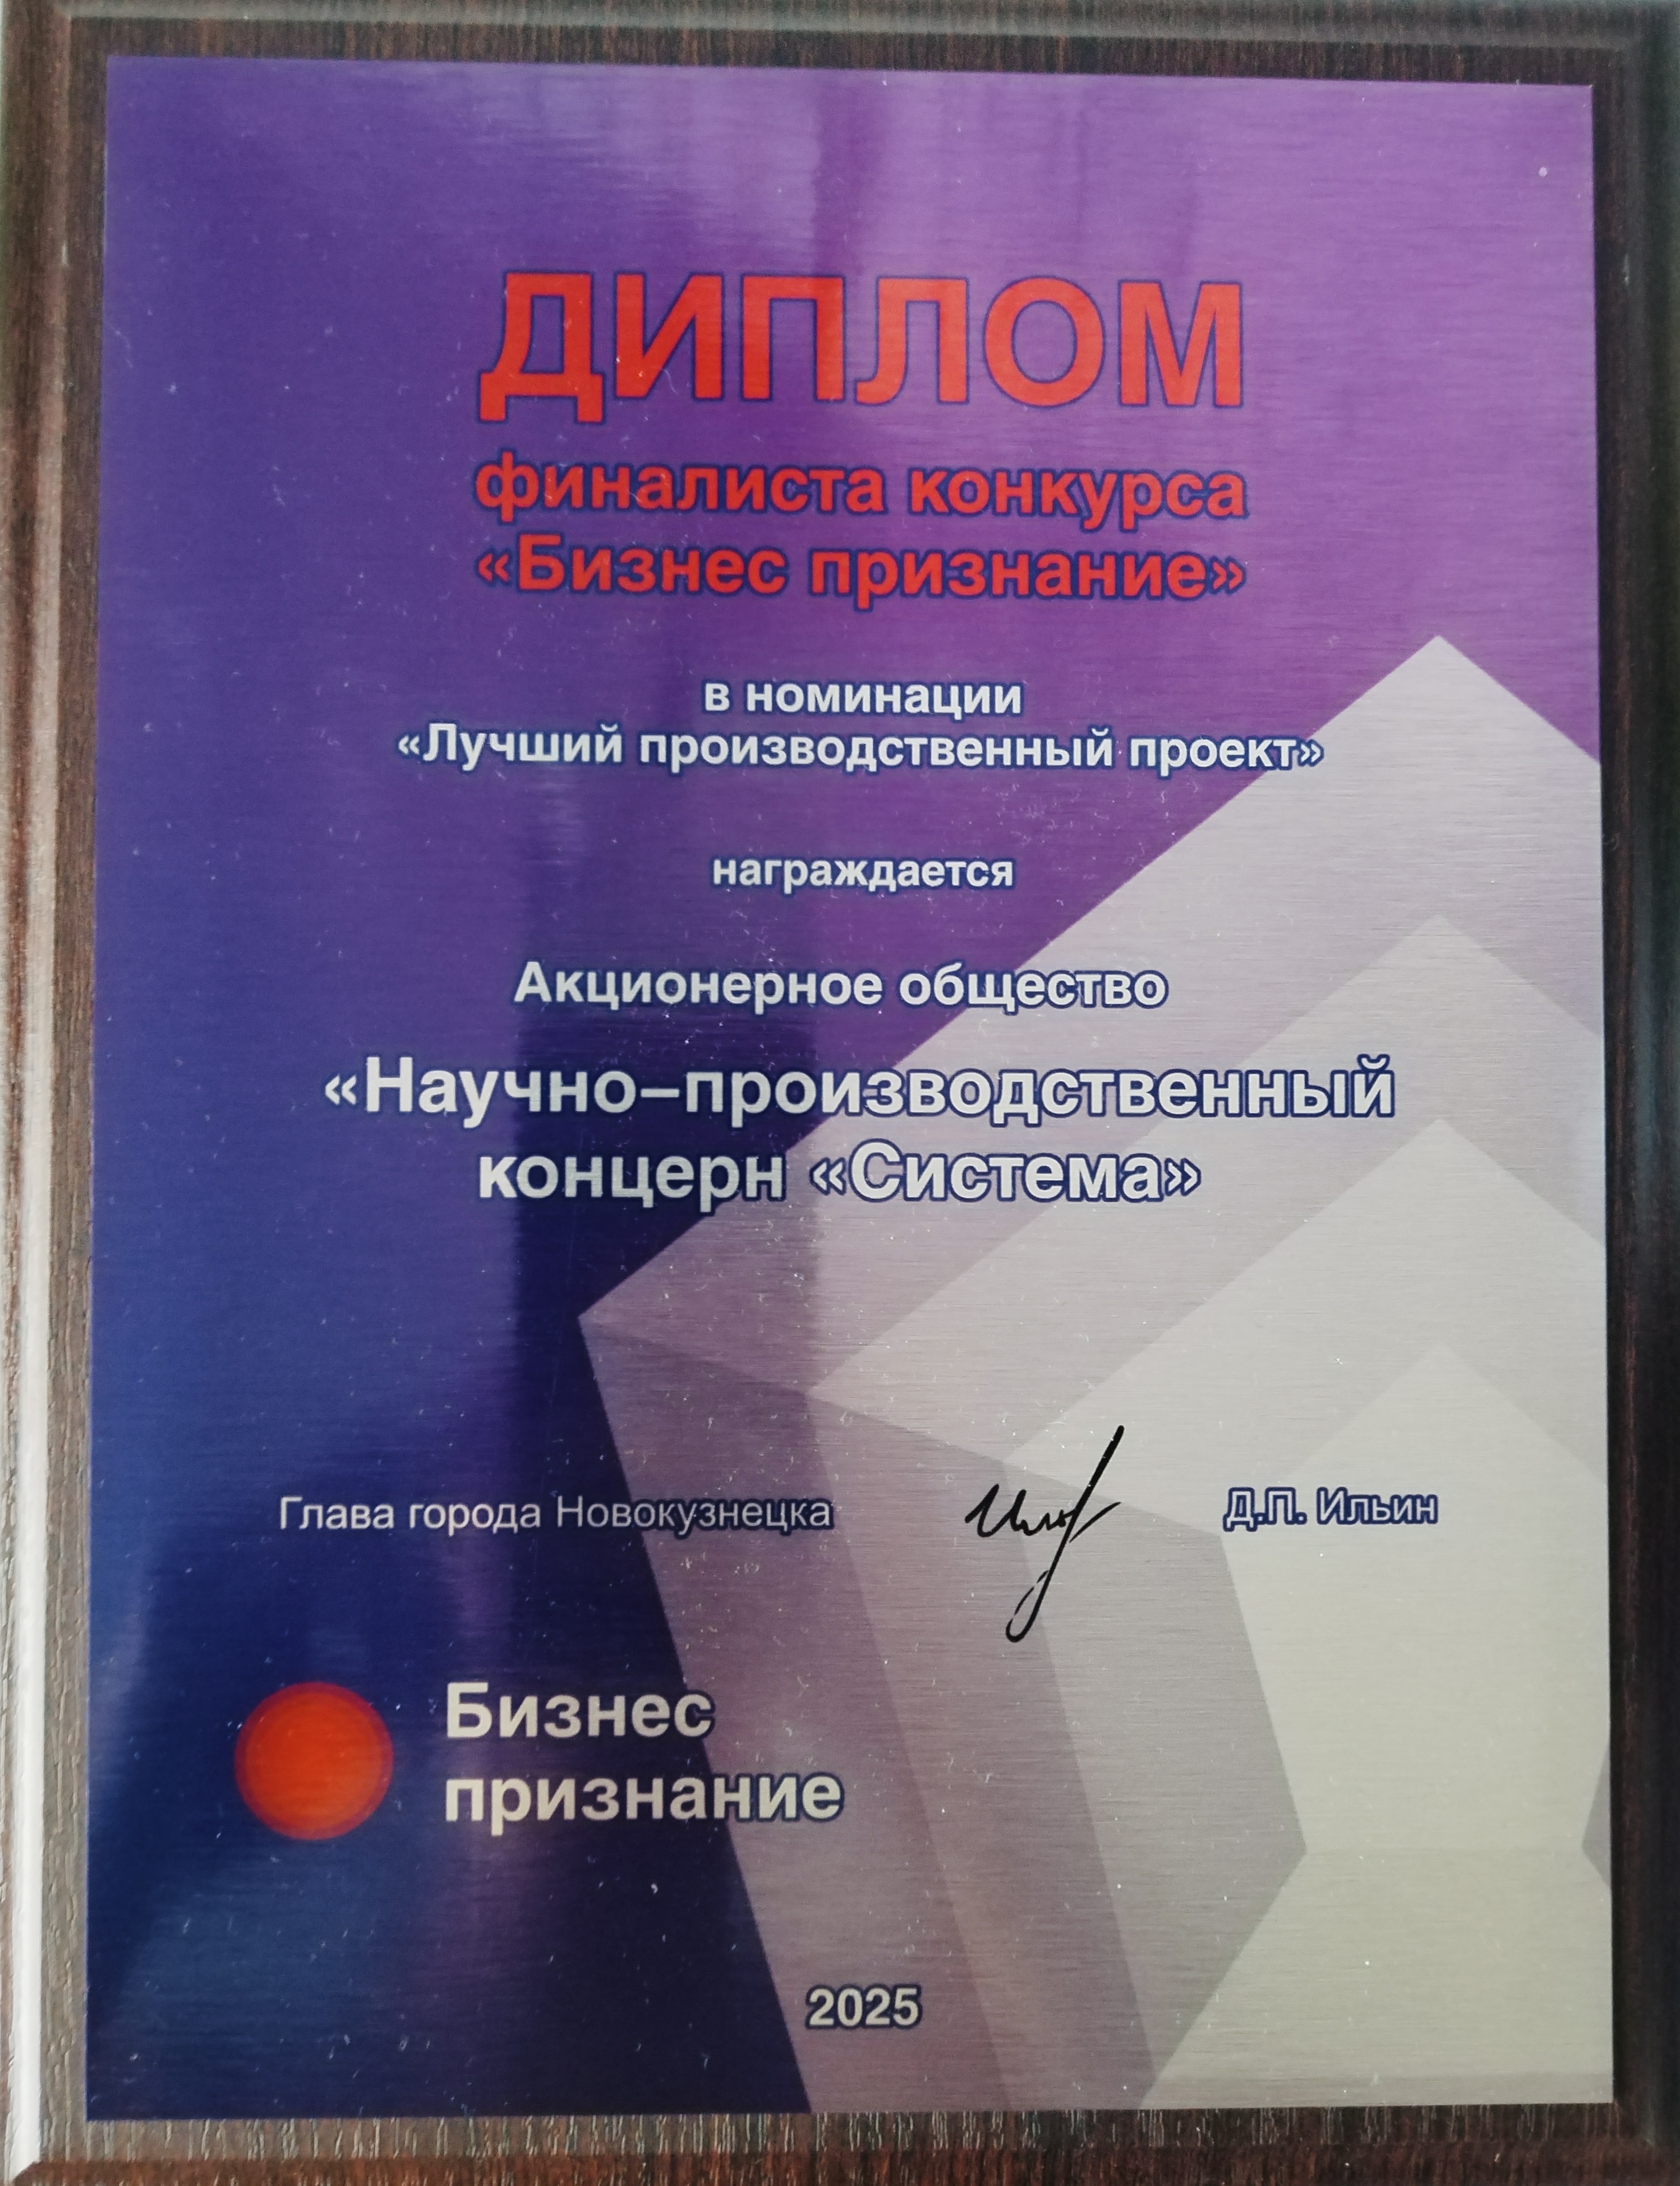 ДИПЛОМ
финалиста конкурса
«Бизнес признание»
в номинации
«Лучший производственный проект»
награждается
Акционерное общество
«Научно–производственный
концерн «Система»
Глава города Новокузнецка Д.П. Ильин
Бизнес
признание
2025